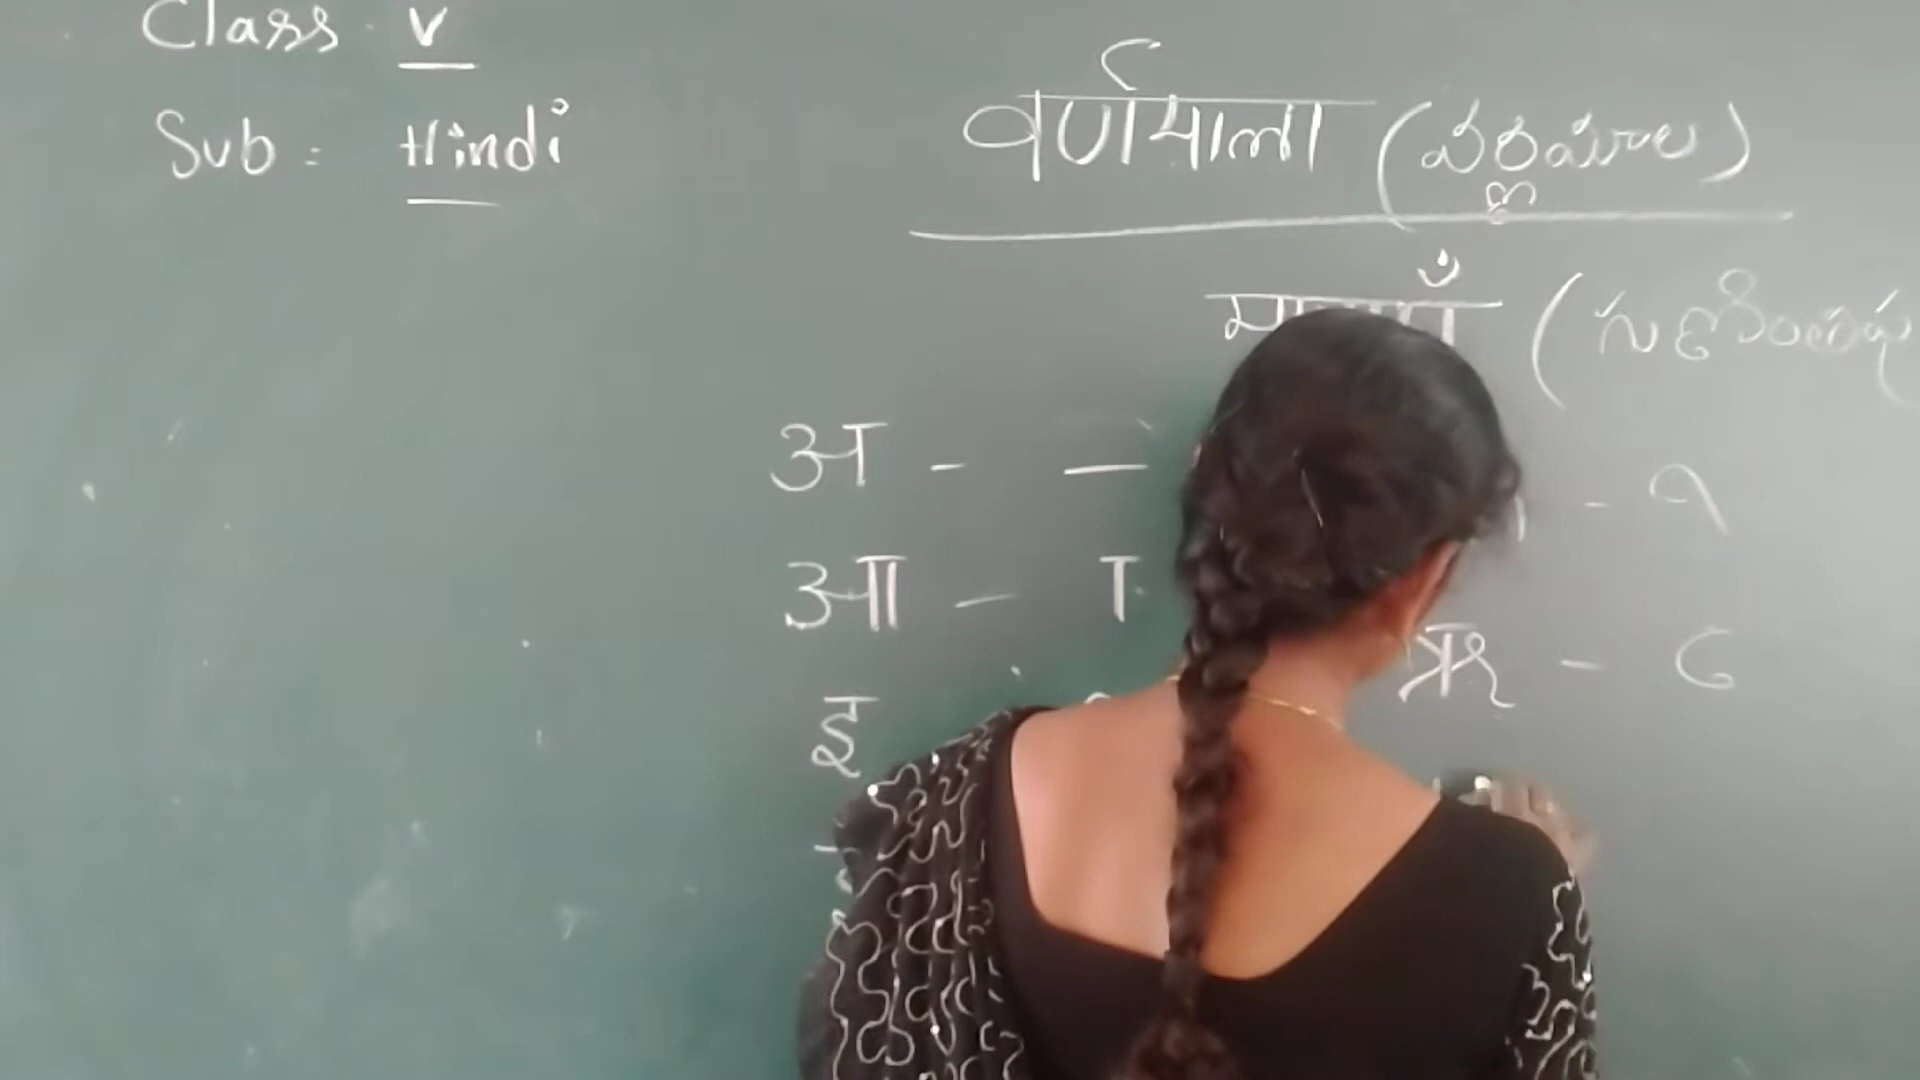 Class V
Sub : Hindi
वर्णमाला (వర్ణమాల)
अ - —
आ - ा
इ
ऋ - ृ